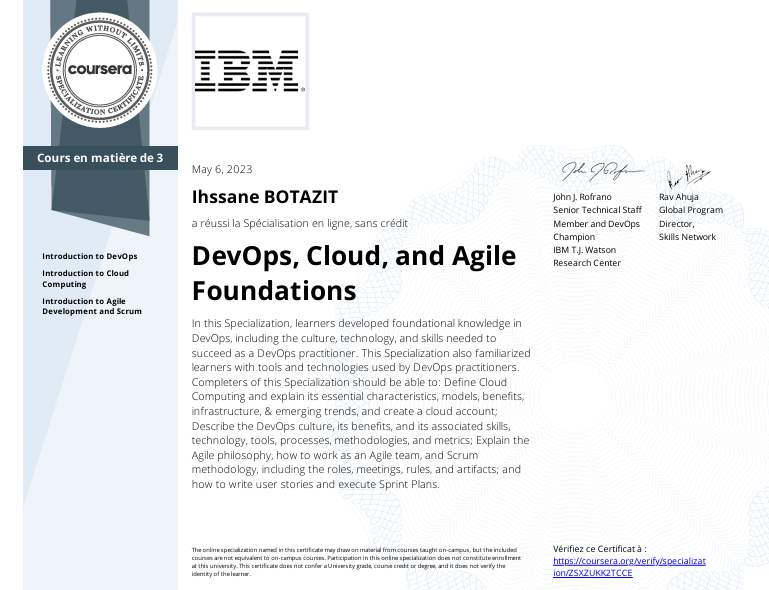 LEARNING WITHOUT LIMITS
coursera
SPECIALIZATION CERTIFICATE
Cours en matière de 3
Introduction to DevOps
Introduction to Cloud
Computing
Introduction to Agile
Development and Scrum
IBM®
May 6, 2023
Ihssane BOTAZIT
a réussi la Spécialisation en ligne, sans crédit
DevOps, Cloud, and Agile
Foundations
In this Specialization, learners developed foundational knowledge in
DevOps, including the culture, technology, and skills needed to
succeed as a DevOps practitioner. This Specialization also familiarized
learners with tools and technologies used by DevOps practitioners.
Completers of this Specialization should be able to: Define Cloud
Computing and explain its essential characteristics, models, benefits,
infrastructure, & emerging trends, and create a cloud account;
Describe the DevOps culture, its benefits, and its associated skills,
technology, tools, processes, methodologies, and metrics; Explain the
Agile philosophy, how to work as an Agile team, and Scrum
methodology, including the roles, meetings, rules, and artifacts; and
how to write user stories and execute Sprint Plans.
The online specialization named in this certificate may draw on material from courses taught on-campus, but the included
courses are not equivalent to on-campus courses. Participation in this online specialization does not constitute enrollment
at this university. This certificate does not confer a University grade, course credit or degree, and it does not verify the
identity of the learner.
John J. Rofrano
Senior Technical Staff
Member and DevOps
Champion
IBM T.J. Watson
Research Center
Rav Ahuja
Global Program
Director,
Skills Network
Vérifiez ce Certificat à :
https://coursera.org/verify/specializat
ion/ZSXZUKK2TCCE